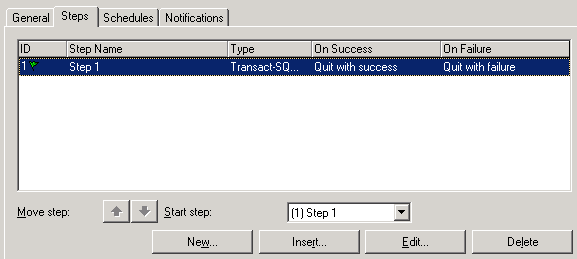 General Steps Schedules Notifications
ID Step Name Type On Success On Failure
1 Step 1 Transact-SQ... Quit with success Quit with failure
Move step: Start step: (1) Step 1
New... Insert... Edit... Delete